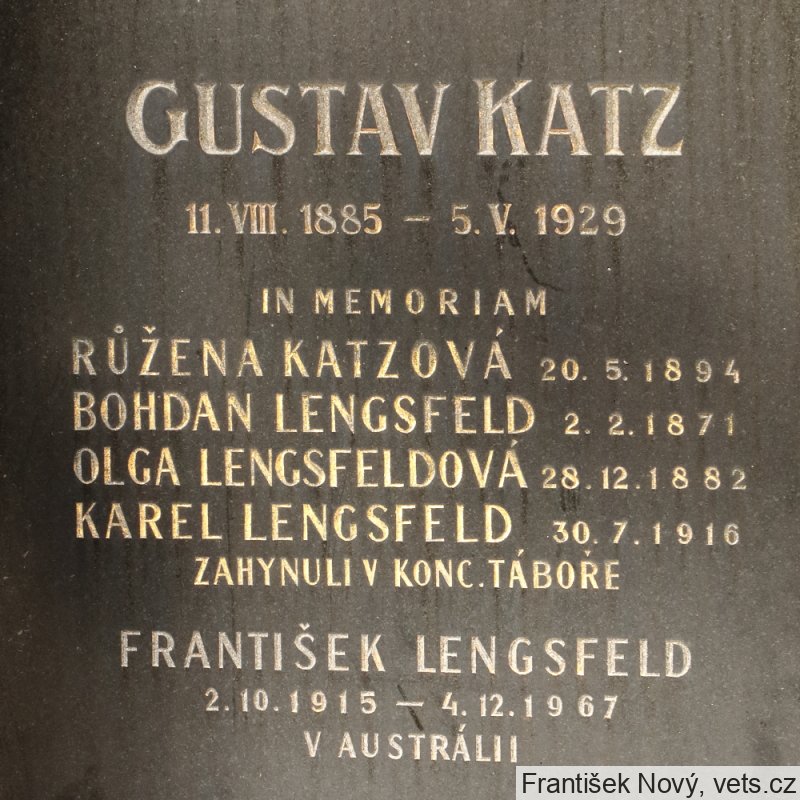 GUSTAV KATZ
11. VIII. 1885 – 5. V. 1929
IN MEMORIAM
RŮŽENA KATZOVÁ 20. 5. 1894
BOHDAN LENGSFELD 2. 2. 1871
OLGA LENGSFELDOVÁ 28. 12. 1882
KAREL LENGSFELD 30. 7. 1916
ZAHYNULI V KONC. TÁBOŘE
FRANTIŠEK LENGSFELD
2. 10. 1915 – 4. 12. 1967
V AUSTRÁLII
František Nový, vets.cz